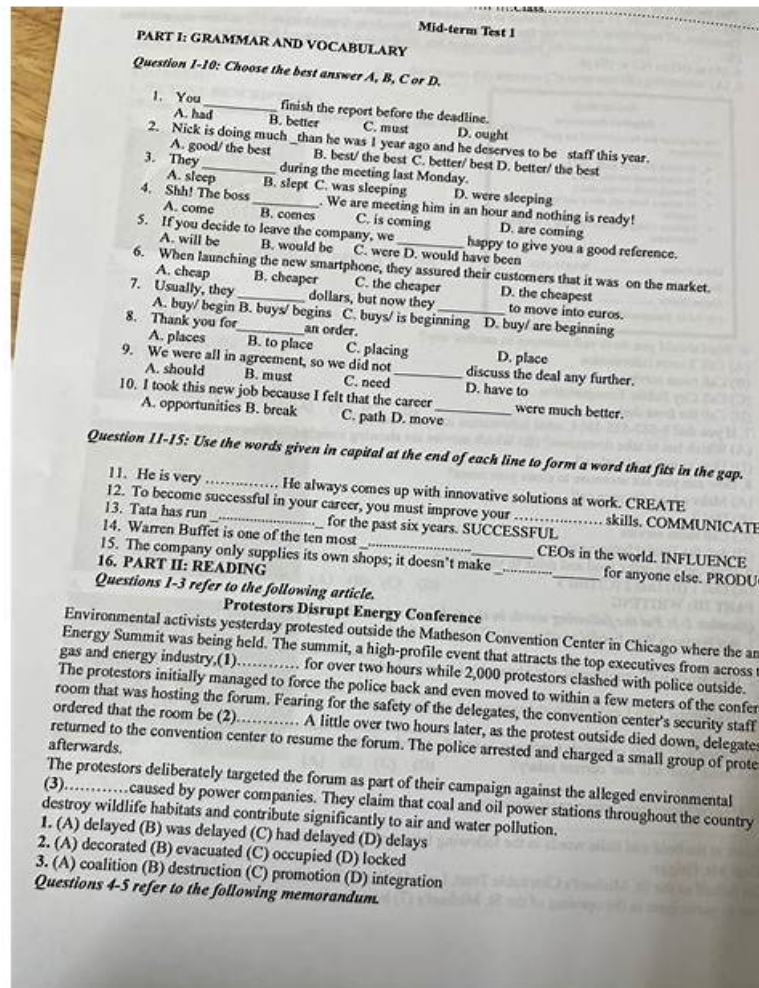 Class
Mid-term Test 1
PART I: GRAMMAR AND VOCABULARY
Question 1-10: Choose the best answer A, B, C or D.
1. You ________ finish the report before the deadline.
A. had B. better C. must D. ought
2. Nick is doing much _than he was 1 year ago and he deserves to be staff this year.
A. good/ the best B. best/ the best C. better/ best D. better/ the best
3. They ________ during the meeting last Monday.
A. sleep B. slept C. was sleeping D. were sleeping
4. Shh! The boss ________. We are meeting him in an hour and nothing is ready!
A. come B. comes C. is coming D. are coming
5. If you decide to leave the company, we ________ happy to give you a good reference.
A. will be B. would be C. were D. would have been
6. When launching the new smartphone, they assured their customers that it was on the market.
A. cheap B. cheaper C. the cheaper D. the cheapest
7. Usually, they ________ dollars, but now they ________ to move into euros.
A. buy/ begin B. buys/ begins C. buys/ is beginning D. buy/ are beginning
8. Thank you for ________ an order.
A. places B. to place C. placing D. place
9. We were all in agreement, so we did not ________ discuss the deal any further.
A. should B. must C. need D. have to
10. I took this new job because I felt that the career ________ were much better.
A. opportunities B. break C. path D. move
Question 11-15: Use the words given in capital at the end of each line to form a word that fits in the gap.
11. He is very .............. He always comes up with innovative solutions at work. CREATE
12. To become successful in your career, you must improve your .................. skills. COMMUNICATE
13. Tata has run _........................_ for the past six years. SUCCESSFUL
14. Warren Buffet is one of the ten most _........................________ CEOs in the world. INFLUENCE
15. The company only supplies its own shops; it doesn't make _............______ for anyone else. PRODU
16. PART II: READING
Questions 1-3 refer to the following article.
Protestors Disrupt Energy Conference
Environmental activists yesterday protested outside the Matheson Convention Center in Chicago where the an
Energy Summit was being held. The summit, a high-profile event that attracts the top executives from across t
gas and energy industry,(1)............ for over two hours while 2,000 protestors clashed with police outside.
The protestors initially managed to force the police back and even moved to within a few meters of the confer
room that was hosting the forum. Fearing for the safety of the delegates, the convention center's security staff
ordered that the room be (2)............ A little over two hours later, as the protest outside died down, delegates
returned to the convention center to resume the forum. The police arrested and charged a small group of prote
afterwards.
The protestors deliberately targeted the forum as part of their campaign against the alleged environmental
(3)............caused by power companies. They claim that coal and oil power stations throughout the country
destroy wildlife habitats and contribute significantly to air and water pollution.
1. (A) delayed (B) was delayed (C) had delayed (D) delays
2. (A) decorated (B) evacuated (C) occupied (D) locked
3. (A) coalition (B) destruction (C) promotion (D) integration
Questions 4-5 refer to the following memorandum.